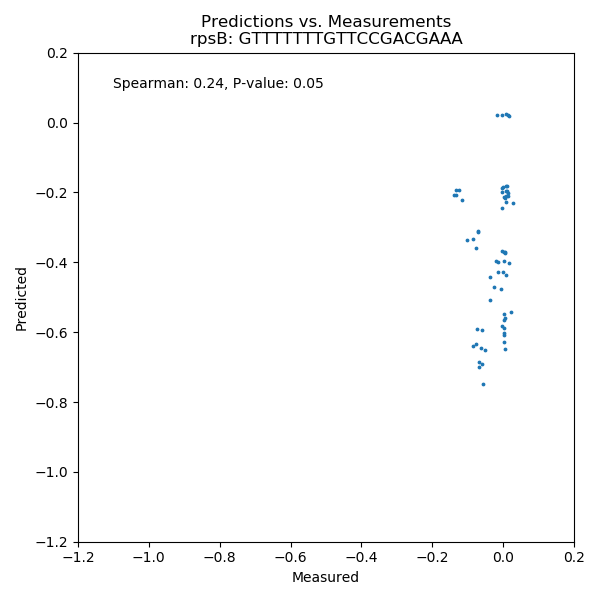 Predictions vs. Measurements
rpsB: GTTTTTTTGTTCCGACGAAA
0.2
Spearman: 0.24, P-value: 0.05
0.0
−0.2
−0.4
Predicted
−0.6
−0.8
−1.0
−1.2
−1.2 −1.0 −0.8 −0.6 −0.4 −0.2 0.0 0.2
Measured